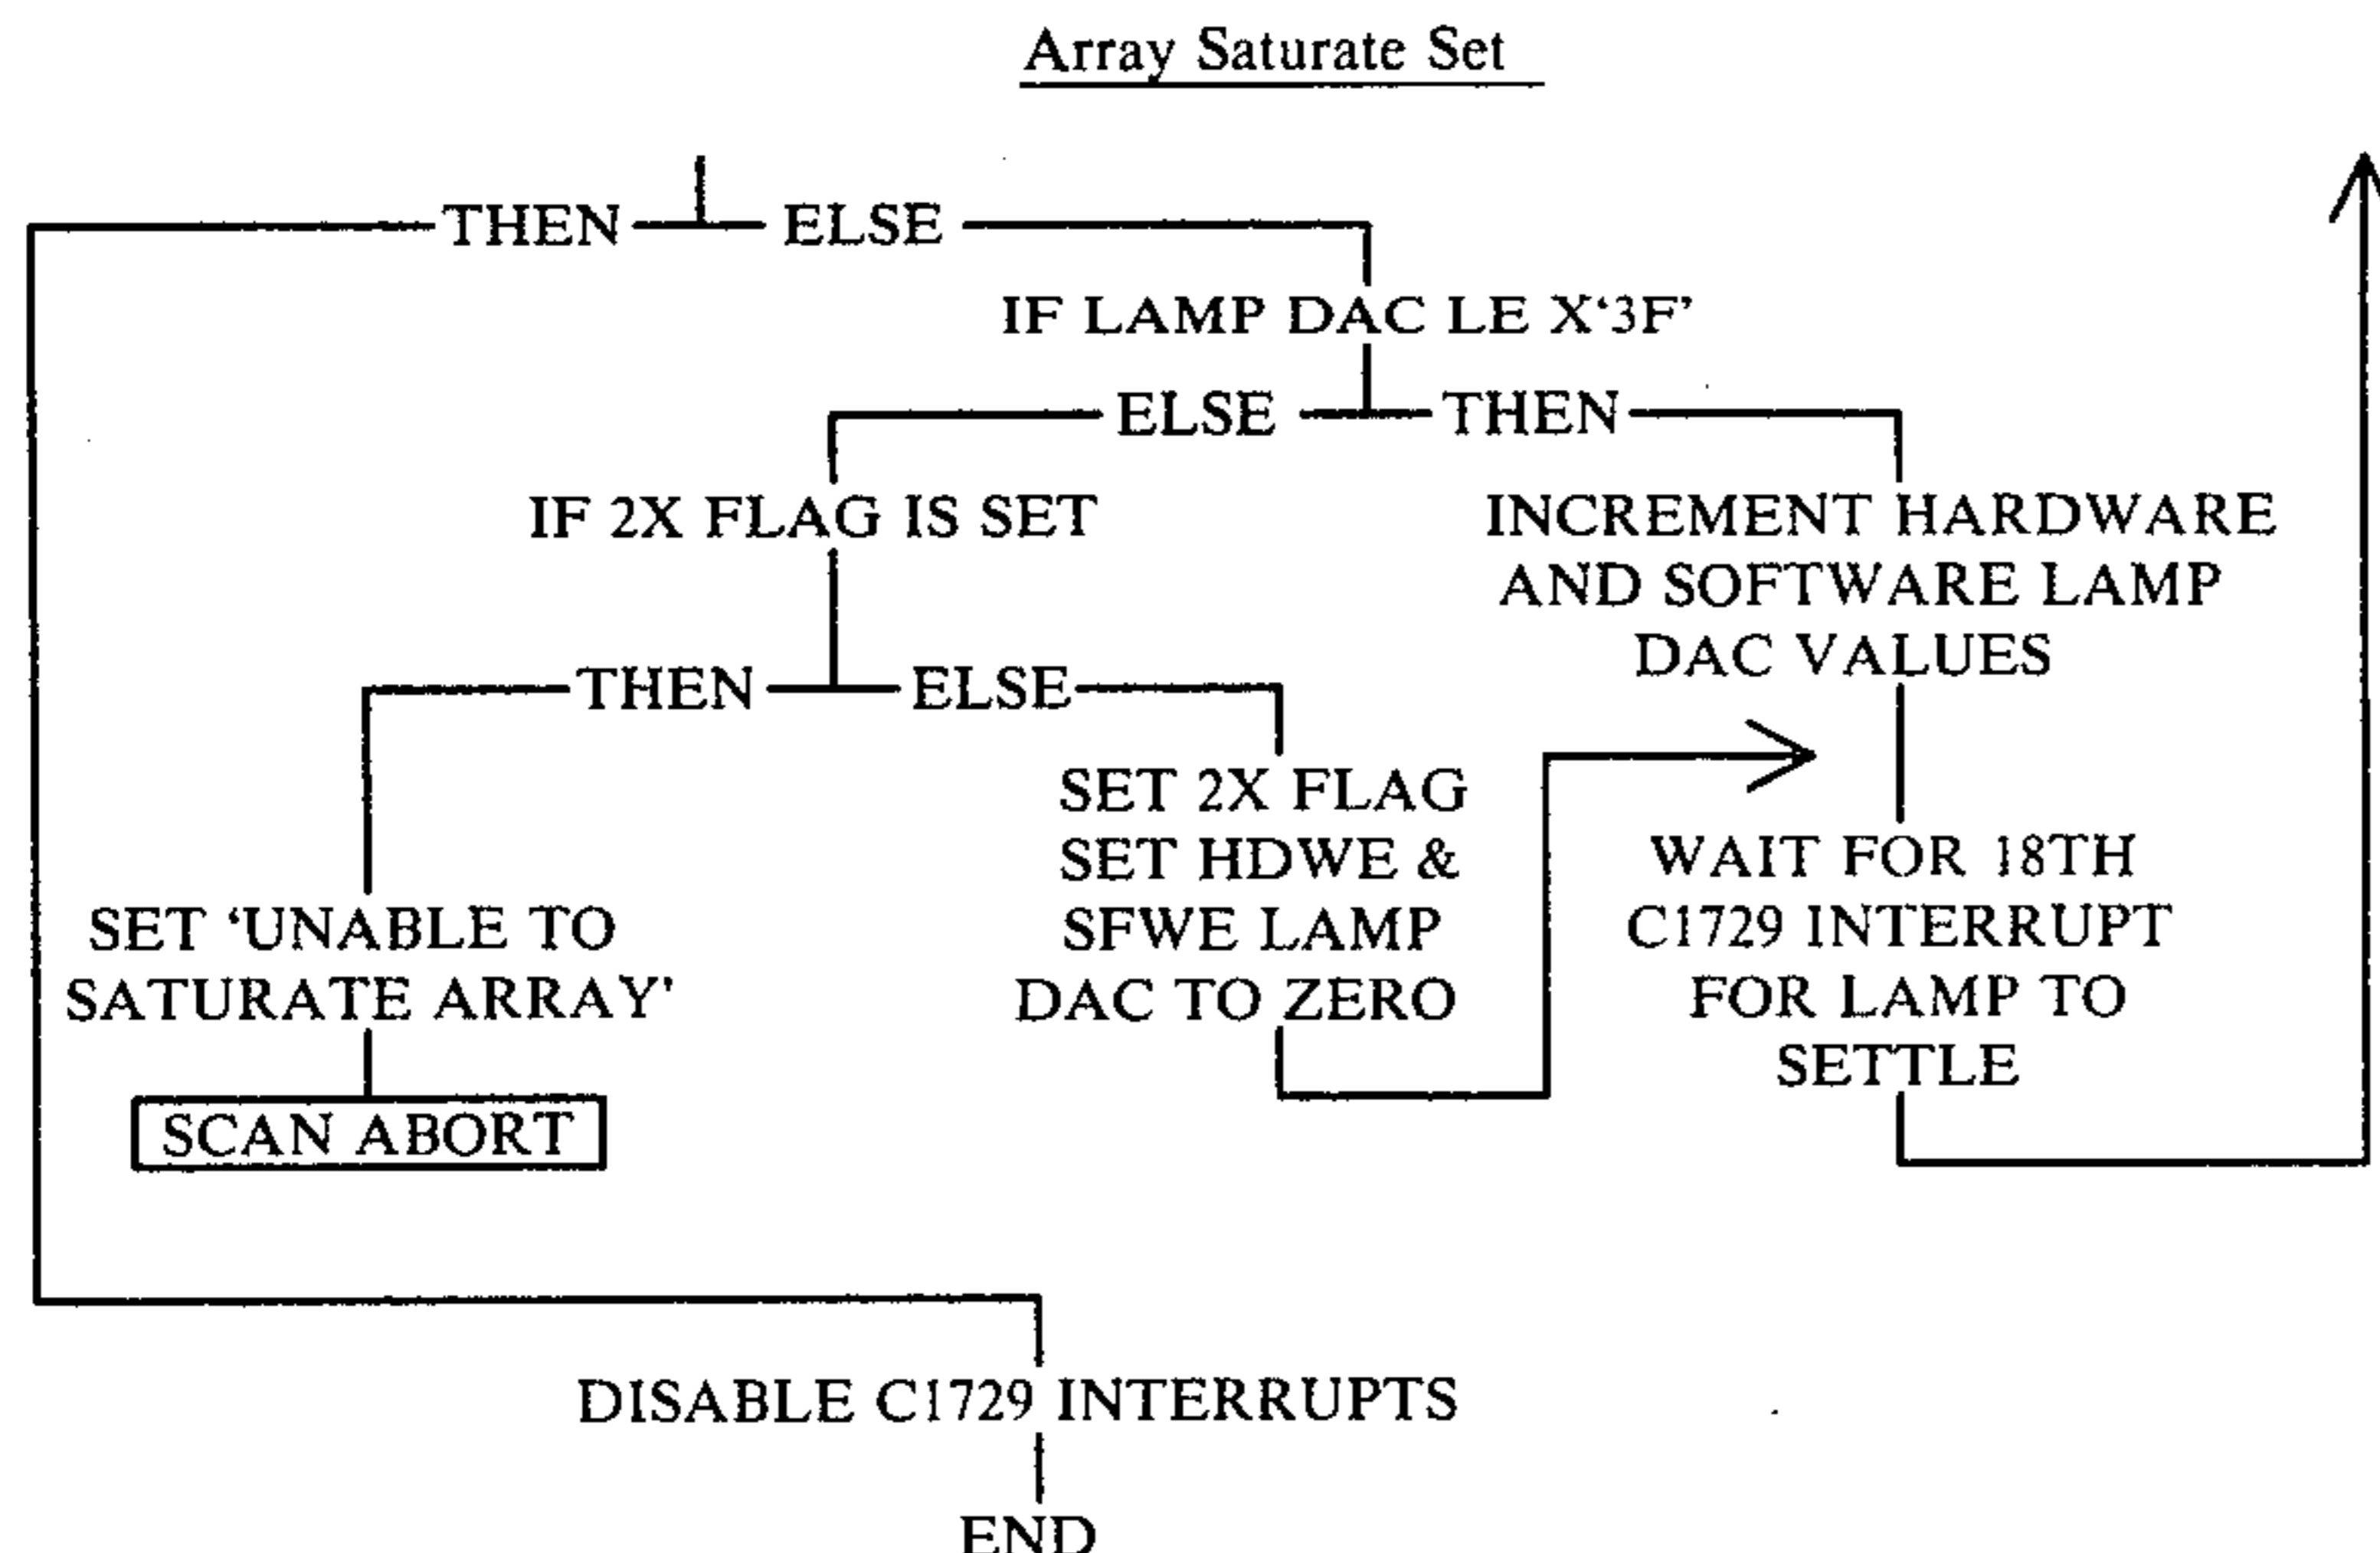 Array Saturate Set
THEN ELSE
IF LAMP DAC LE X‘3F’
ELSE THEN
IF 2X FLAG IS SET
INCREMENT HARDWARE
AND SOFTWARE LAMP
DAC VALUES
THEN ELSE
SET 2X FLAG
SET HDWE &
SFWE LAMP
DAC TO ZERO
WAIT FOR 18TH
C1729 INTERRUPT
FOR LAMP TO
SETTLE
SET ‘UNABLE TO
SATURATE ARRAY’
SCAN ABORT
DISABLE C1729 INTERRUPTS
END